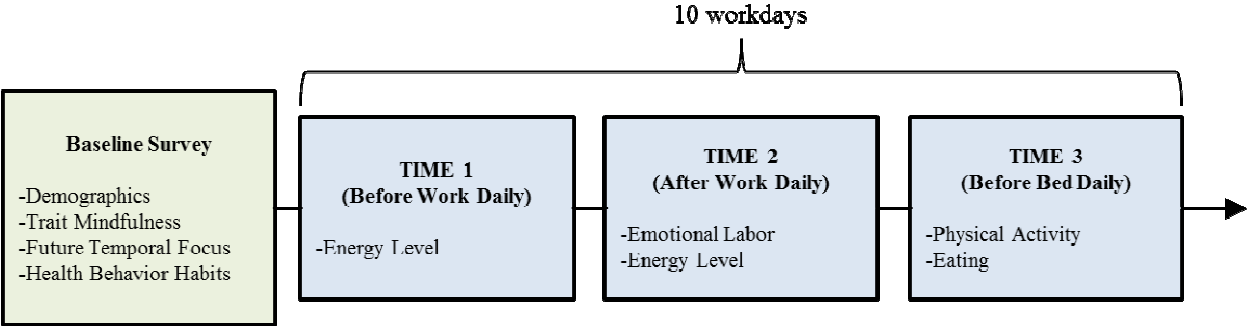 10 workdays
Baseline Survey
-Demographics
-Trait Mindfulness
-Future Temporal Focus
-Health Behavior Habits
TIME 1
(Before Work Daily)
-Energy Level
TIME 2
(After Work Daily)
-Emotional Labor
-Energy Level
TIME 3
(Before Bed Daily)
-Physical Activity
-Eating